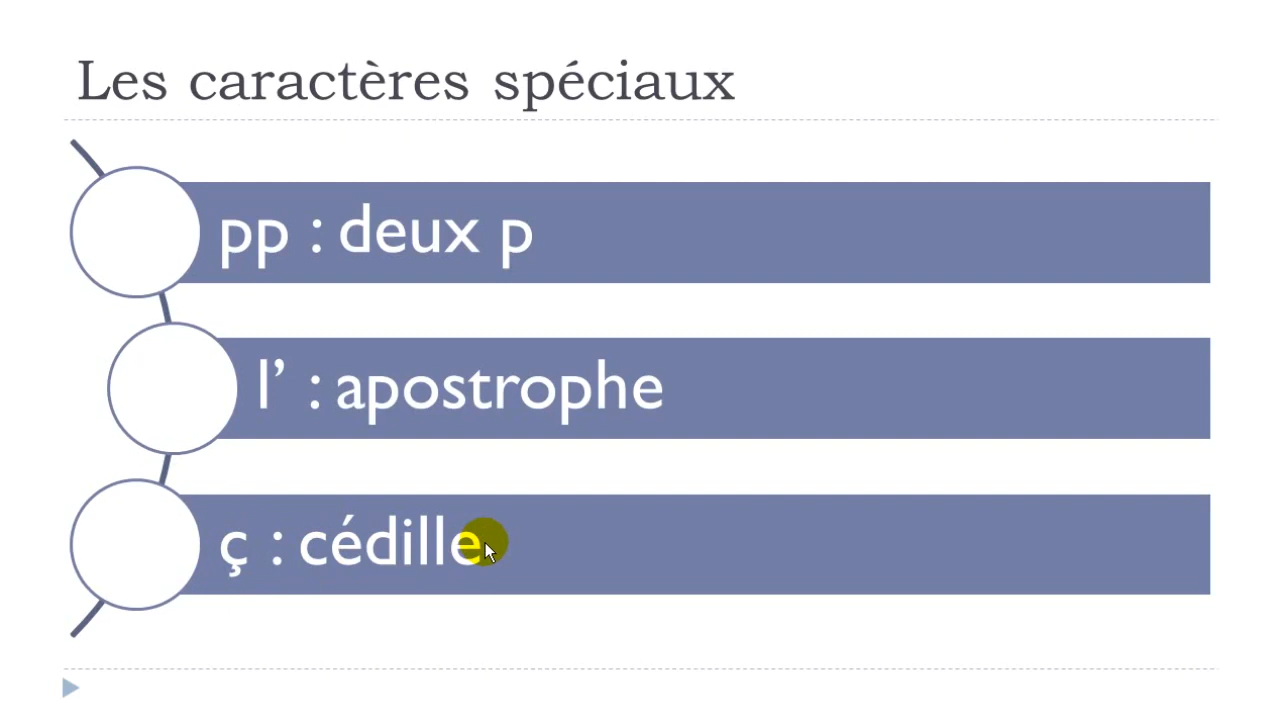 Les caractères spéciaux
pp : deux p
l’ : apostrophe
ç : cédille